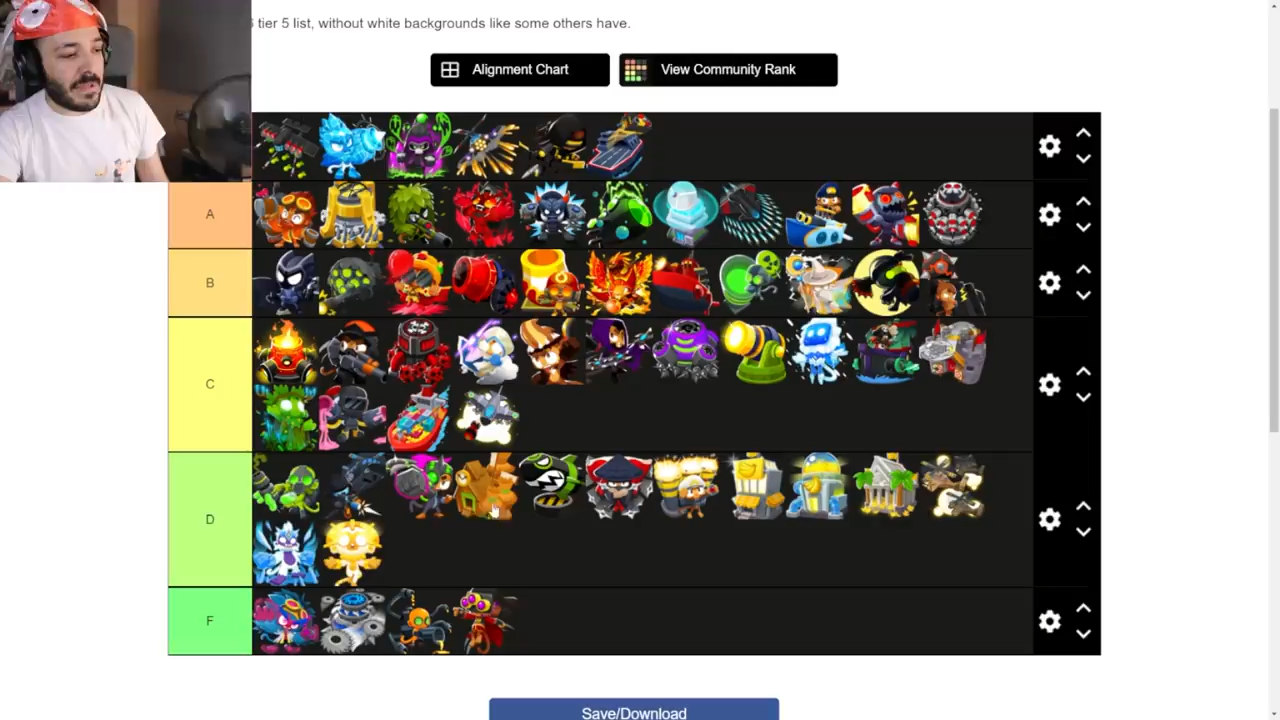 tier 5 list, without white backgrounds like some others have.
Alignment Chart
View Community Rank
A
B
C
D
F
Save/Download